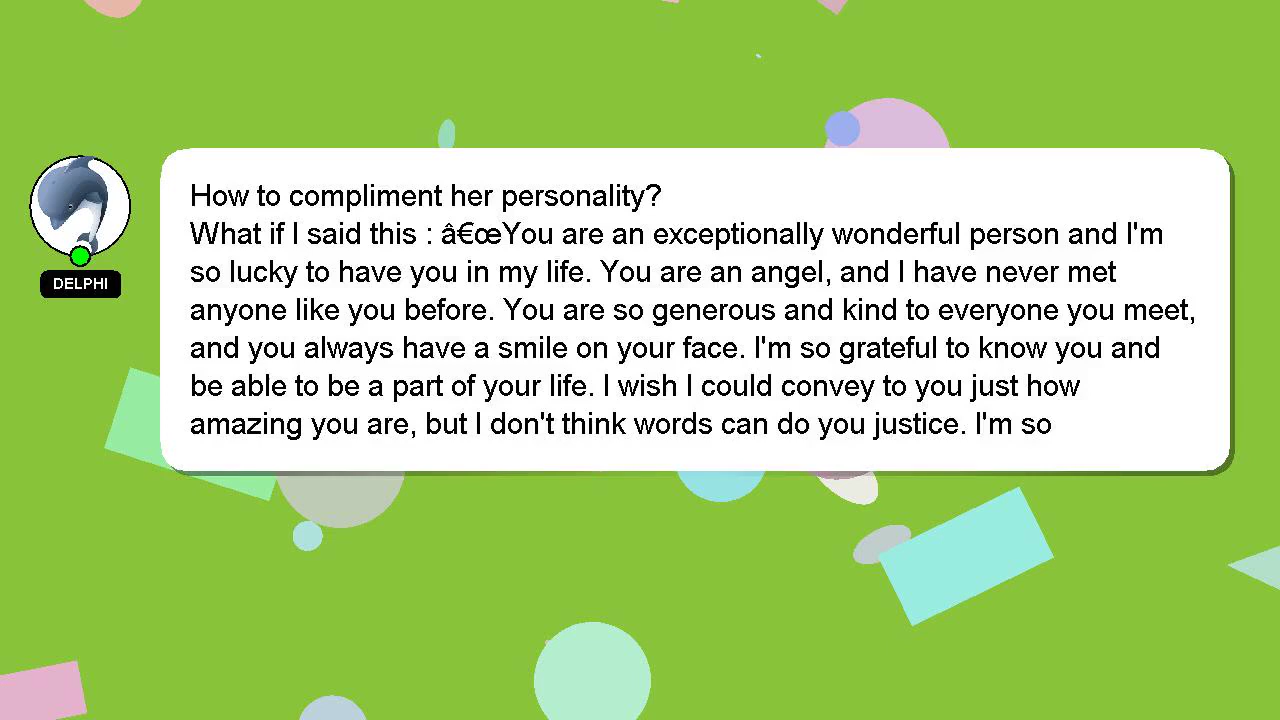 How to compliment her personality?
What if I said this : â€œYou are an exceptionally wonderful person and I'm
so lucky to have you in my life. You are an angel, and I have never met
anyone like you before. You are so generous and kind to everyone you meet,
and you always have a smile on your face. I'm so grateful to know you and
be able to be a part of your life. I wish I could convey to you just how
amazing you are, but I don't think words can do you justice. I'm so
DELPHI